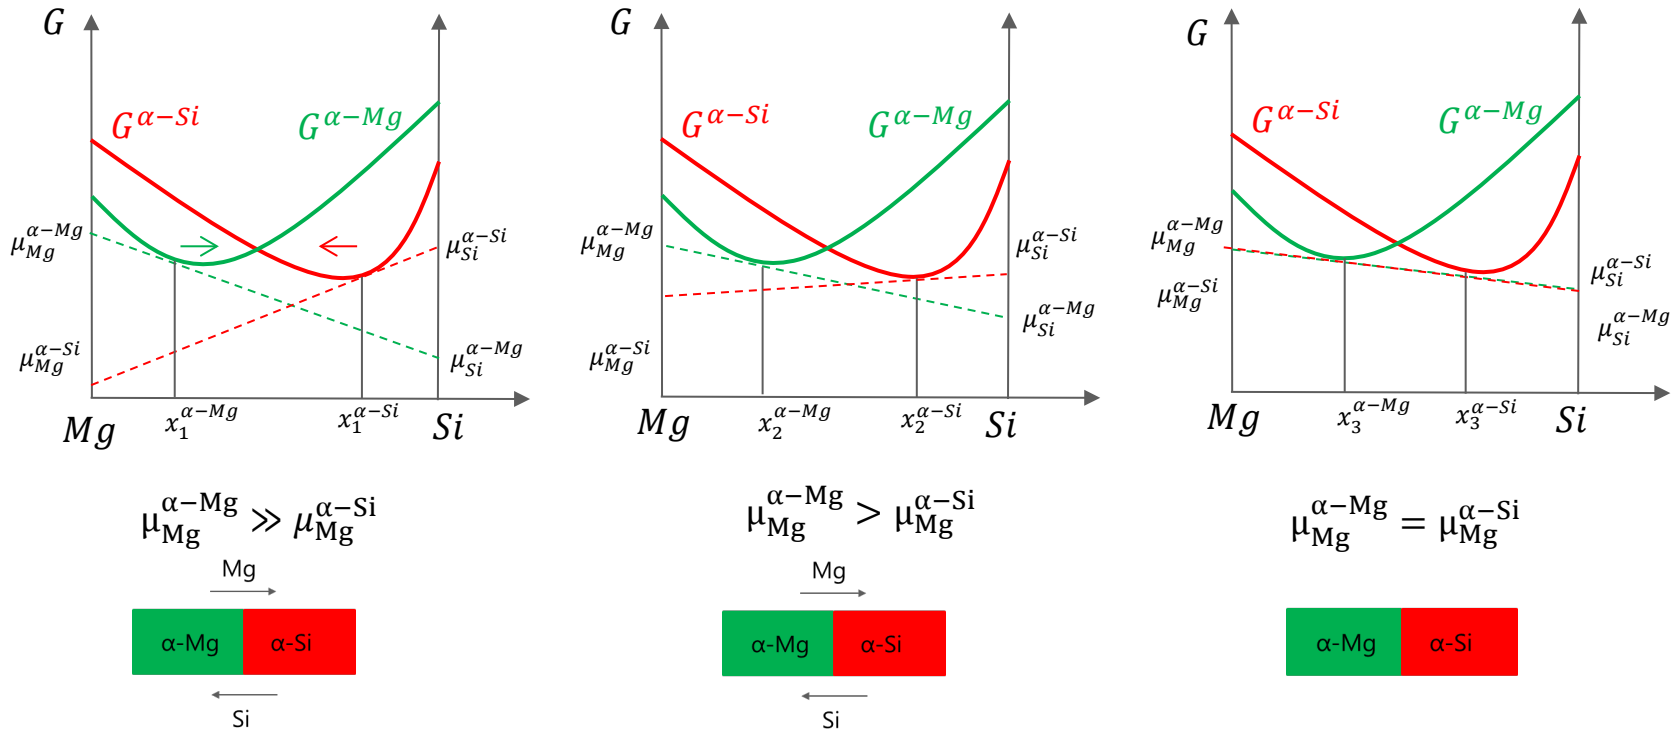 G
G^{α−Si} G^{α−Mg}
μ_{Mg}^{α−Mg}
μ_{Si}^{α−Si}
μ_{Mg}^{α−Si}
μ_{Si}^{α−Mg}
Mg x_1^{α−Mg} x_1^{α−Si} Si
μ_{Mg}^{α−Mg} ≫ μ_{Mg}^{α−Si}
Mg
α-Mg α-Si
Si
G
G^{α−Si} G^{α−Mg}
μ_{Mg}^{α−Mg}
μ_{Si}^{α−Si}
μ_{Si}^{α−Mg}
μ_{Mg}^{α−Si}
Mg x_2^{α−Mg} x_2^{α−Si} Si
μ_{Mg}^{α−Mg} > μ_{Mg}^{α−Si}
Mg
α-Mg α-Si
Si
G
G^{α−Si} G^{α−Mg}
μ_{Mg}^{α−Mg}
μ_{Si}^{α−Si}
μ_{Mg}^{α−Si}
μ_{Si}^{α−Mg}
Mg x_3^{α−Mg} x_3^{α−Si} Si
μ_{Mg}^{α−Mg} = μ_{Mg}^{α−Si}
α-Mg α-Si